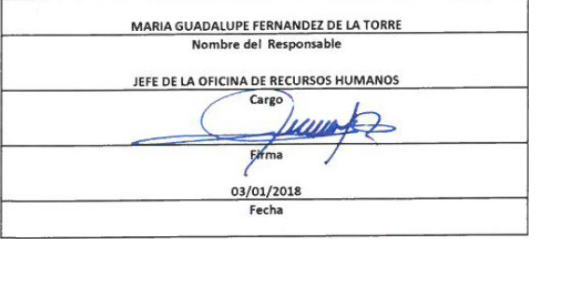 MARIA GUADALUPE FERNANDEZ DE LA TORRE
Nombre del Responsable
JEFE DE LA OFICINA DE RECURSOS HUMANOS
Cargo
Firma
03/01/2018
Fecha